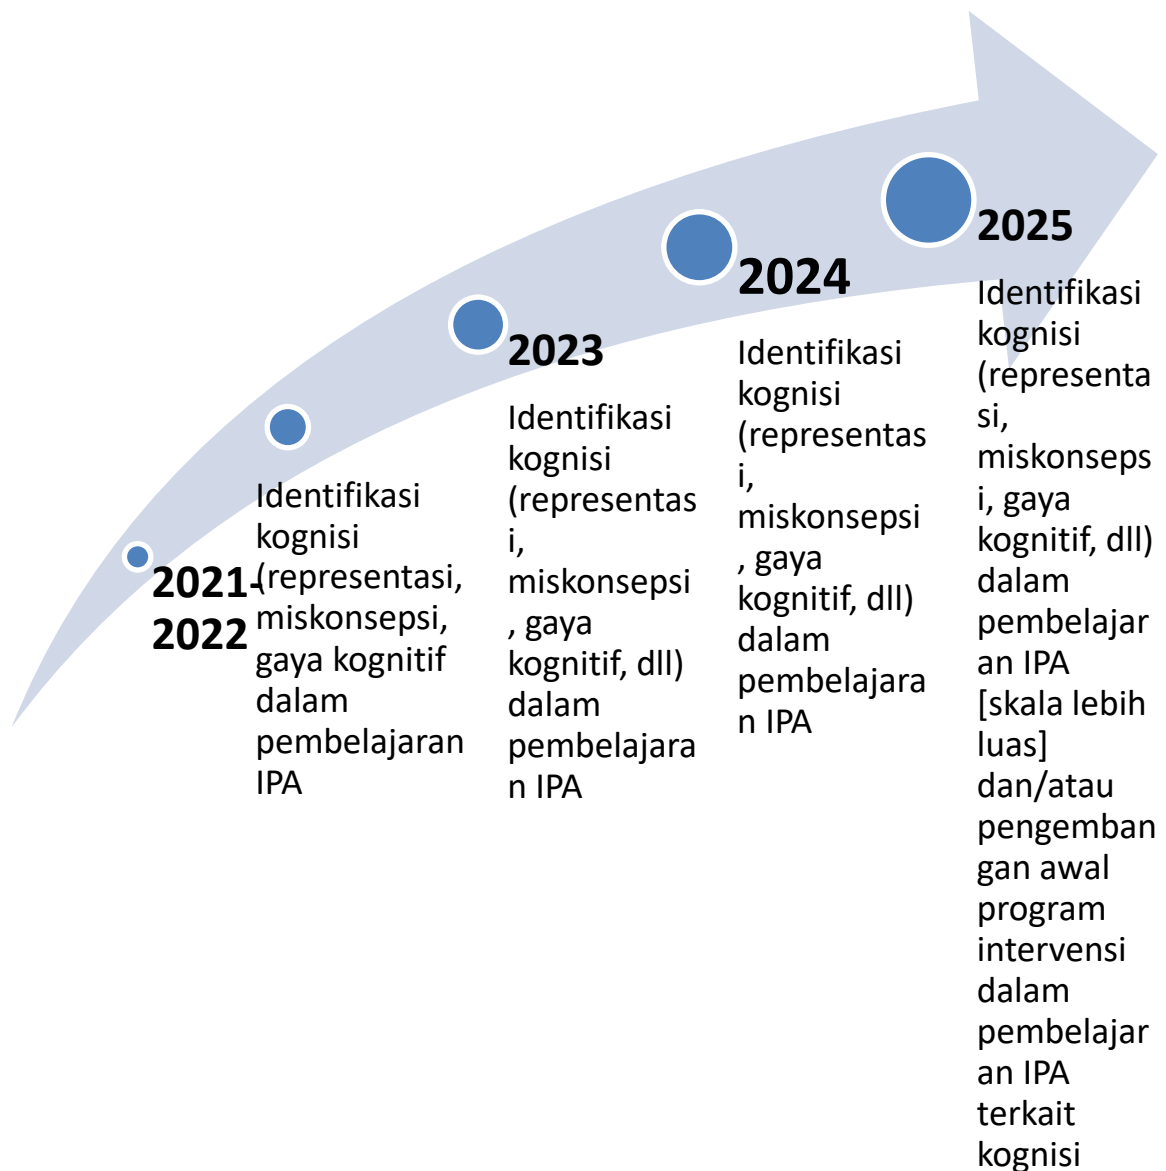 2021-
2022
Identifikasi
kognisi
(representasi,
miskonsepsi,
gaya kognitif
dalam
pembelajaran
IPA
2023
Identifikasi
kognisi
(representas
i,
miskonsepsi
, gaya
kognitif, dll)
dalam
pembelajara
n IPA
2024
Identifikasi
kognisi
(representas
i,
miskonsepsi
, gaya
kognitif, dll)
dalam
pembelajara
n IPA
2025
Identifikasi
kognisi
(representa
si,
miskonseps
i, gaya
kognitif, dll)
dalam
pembelajar
an IPA
[skala lebih
luas]
dan/atau
pengemban
gan awal
program
intervensi
dalam
pembelajar
an IPA
terkait
kognisi